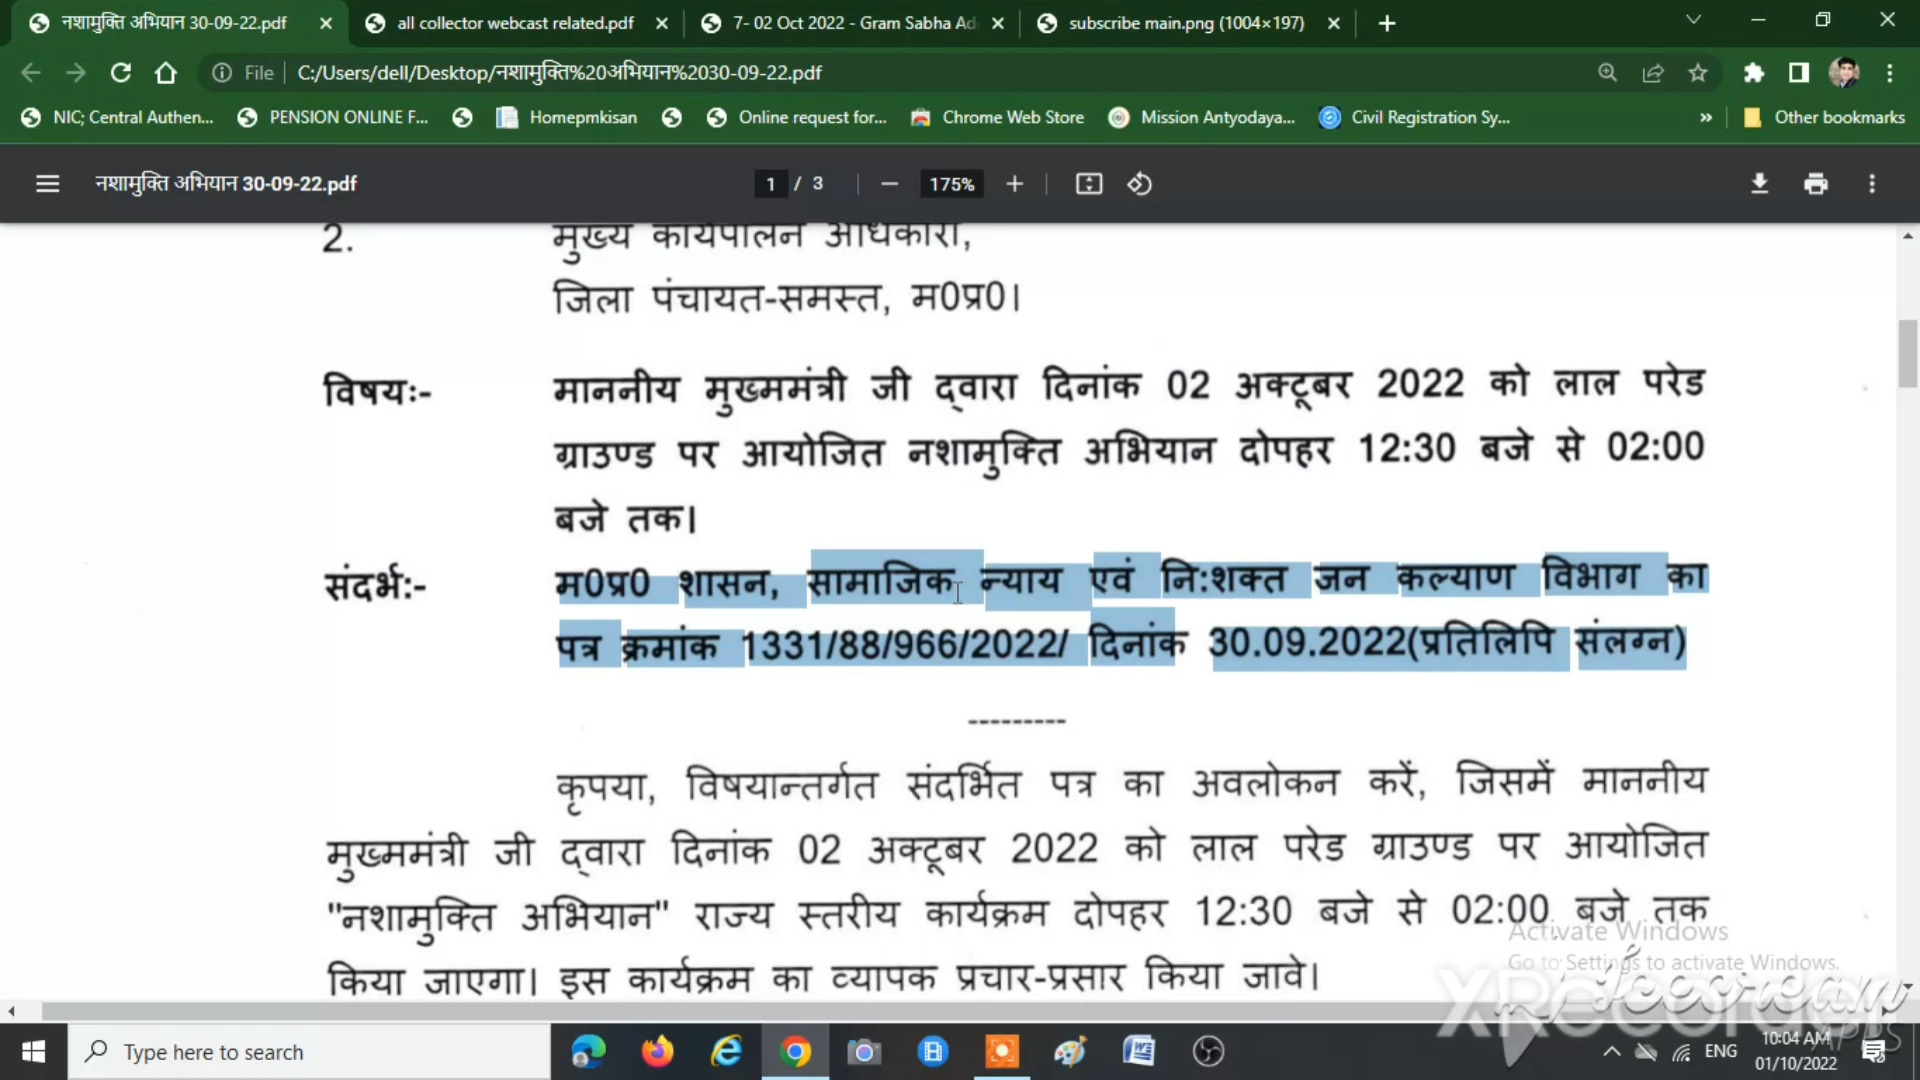 नशामुक्ति अभियान 30-09-22.pdf
all collector webcast related.pdf
7- 02 Oct 2022 - Gram Sabha Ad
subscribe main.png (1004×197)
File
C:/Users/dell/Desktop/नशामुक्ति%20अभियान%2030-09-22.pdf
NIC; Central Authen...
PENSION ONLINE F...
Homepmkisan
Online request for...
Chrome Web Store
Mission Antyodaya...
Civil Registration Sy...
»
Other bookmarks
नशामुक्ति अभियान 30-09-22.pdf
1 / 3
175%
2. मुख्य कार्यपालन अधिकारी,
जिला पंचायत-समस्त, म0प्र0।
विषयः- माननीय मुख्यमंत्री जी द्वारा दिनांक 02 अक्टूबर 2022 को लाल परेड
ग्राउण्ड पर आयोजित नशामुक्ति अभियान दोपहर 12:30 बजे से 02:00
बजे तक।
संदर्भ:- म0प्र0 शासन, सामाजिक न्याय एवं नि:शक्त जन कल्याण विभाग का
पत्र क्रमांक 1331/88/966/2022/ दिनांक 30.09.2022(प्रतिलिपि संलग्न)
---------
कृपया, विषयान्तर्गत संदर्भित पत्र का अवलोकन करें, जिसमें माननीय
मुख्यमंत्री जी द्वारा दिनांक 02 अक्टूबर 2022 को लाल परेड ग्राउण्ड पर आयोजित
"नशामुक्ति अभियान" राज्य स्तरीय कार्यक्रम दोपहर 12:30 बजे से 02:00 बजे तक
किया जाएगा। इस कार्यक्रम का व्यापक प्रचार-प्रसार किया जावे।
Activate Windows
Go to Settings to activate Windows.
XRecorder
Type here to search
ENG
10:04 AM
01/10/2022